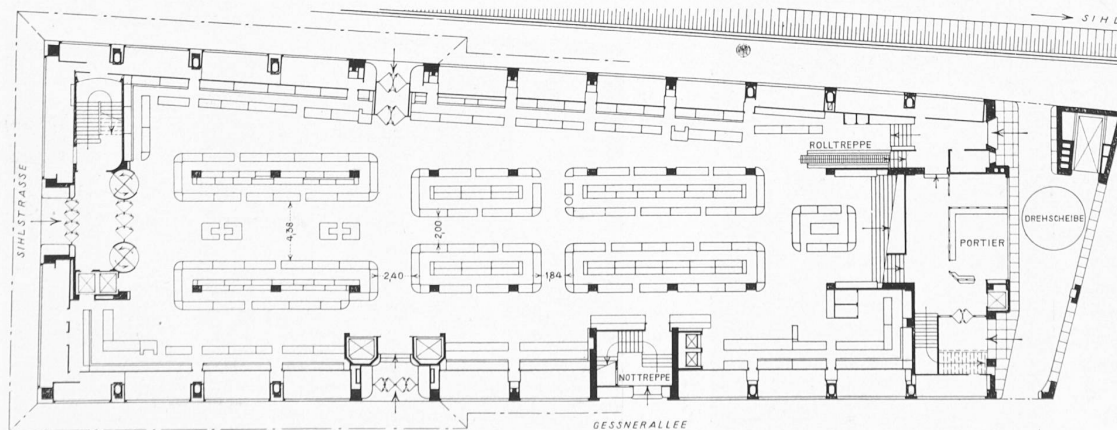 SIHL
ROLLTREPPE
SIHLSTRASSE
4,38
2,00
DREHSCHEIBE
PORTIER
2,40
1,84
NOTTREPPE
GESSNERALLEE